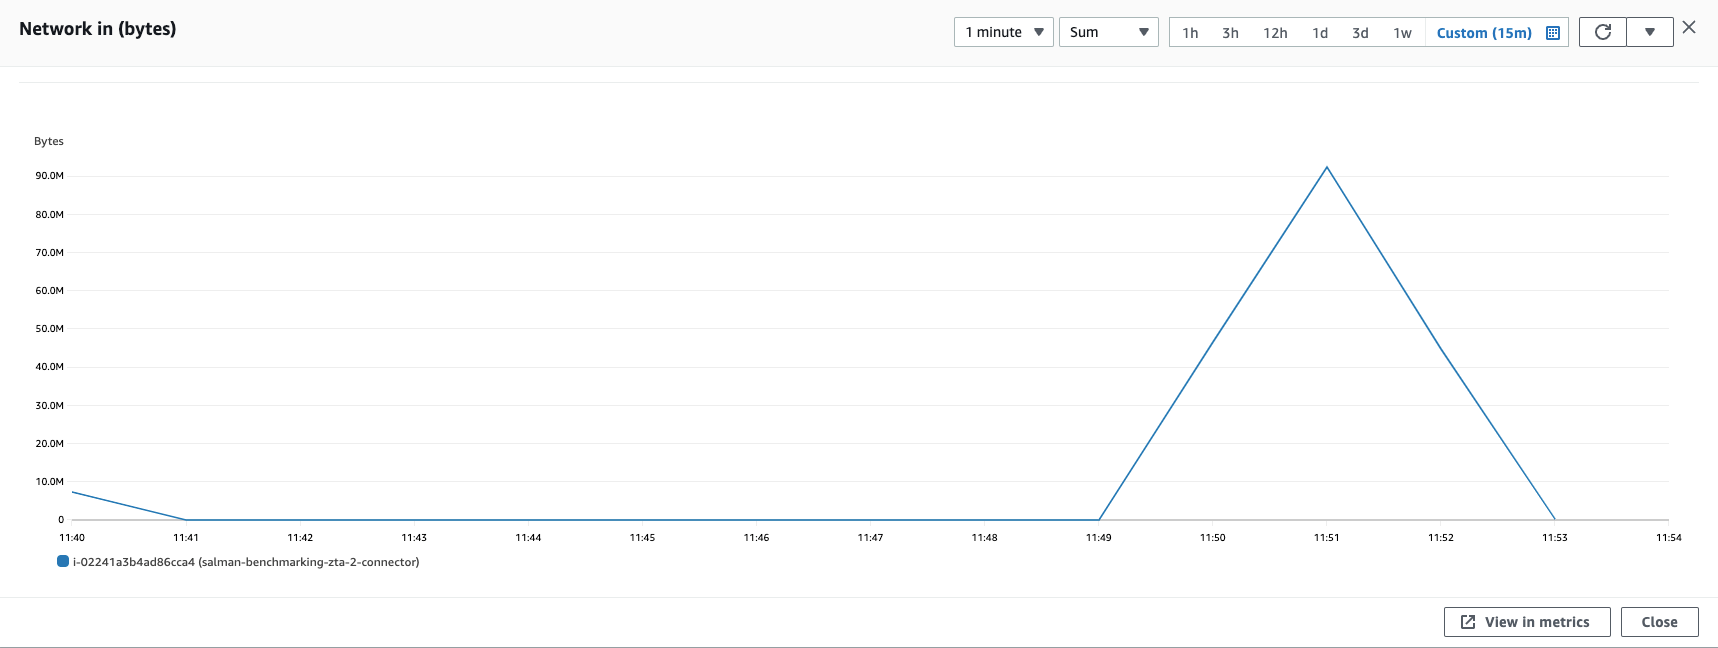 Network in (bytes)
1 minute
Sum
1h 3h 12h 1d 3d 1w Custom (15m)
Bytes
90.0M
80.0M
70.0M
60.0M
50.0M
40.0M
30.0M
20.0M
10.0M
0
11:40 11:41 11:42 11:43 11:44 11:45 11:46 11:47 11:48 11:49 11:50 11:51 11:52 11:53 11:54
i-02241a3b4ad86cca4 (salman-benchmarking-zta-2-connector)
View in metrics
Close